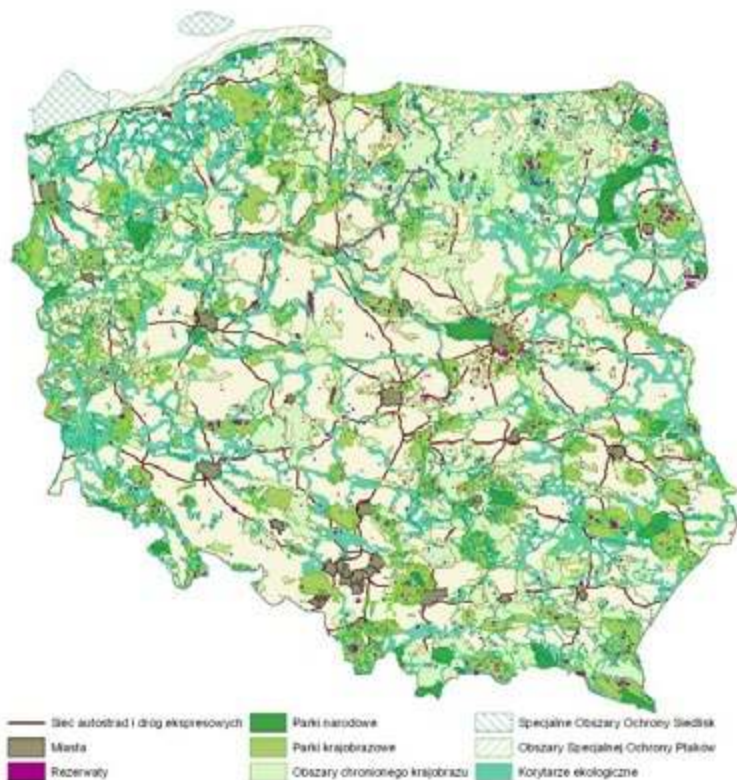 Sieć autostrad i dróg ekspresowych
Miasta
Rezerwaty
Parki narodowe
Parki krajobrazowe
Obszary chronionego krajobrazu
Specjalne Obszary Ochrony Siedlisk
Obszary Specjalnej Ochrony Ptaków
Korytarze ekologiczne